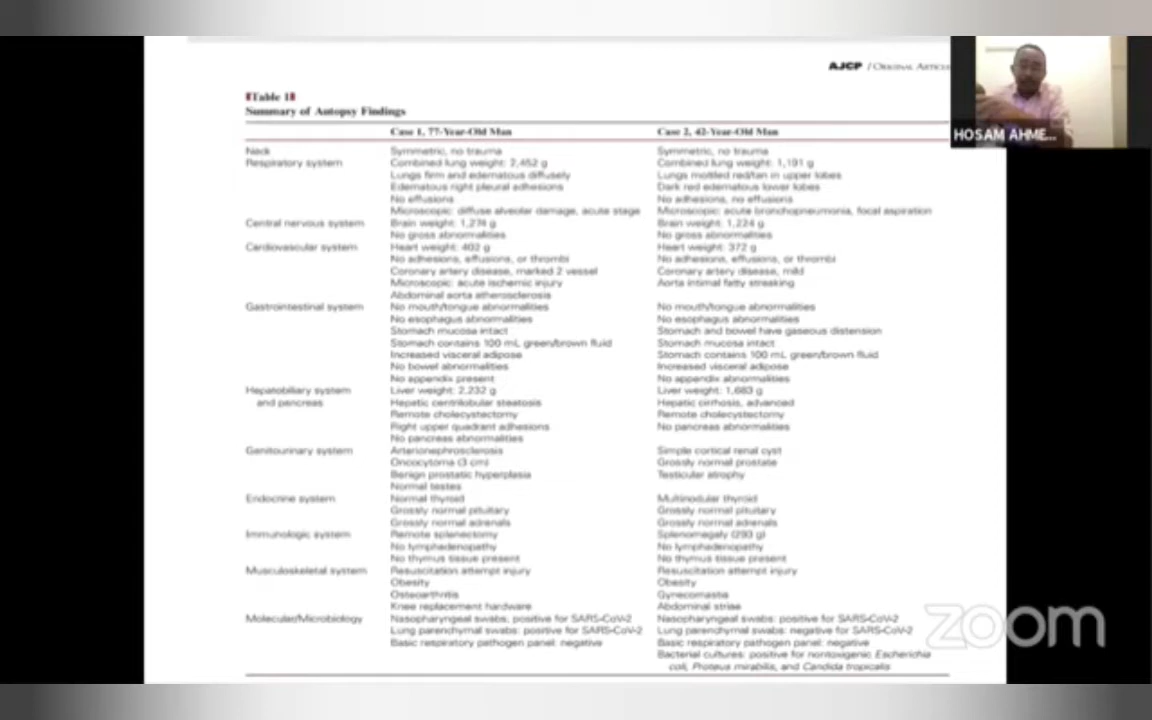 AJCP / ORIGINAL ARTICLE
Table 1
Summary of Autopsy Findings
Case 1, 77-Year-Old Man Case 2, 42-Year-Old Man
Neck Symmetric, no trauma Symmetric, no trauma
Respiratory system Combined lung weight: 2,452 g Combined lung weight: 1,191 g
Lungs firm and edematous diffusely Lungs mottled red/tan in upper lobes
Edematous right pleural adhesions Dark red edematous lower lobes
No effusions No adhesions, no effusions
Microscopic: diffuse alveolar damage, acute stage Microscopic: acute bronchopneumonia, focal aspiration
Central nervous system Brain weight: 1,274 g Brain weight: 1,224 g
No gross abnormalities No gross abnormalities
Cardiovascular system Heart weight: 402 g Heart weight: 372 g
No adhesions, effusions, or thrombi No adhesions, effusions, or thrombi
Coronary artery disease, marked 2 vessel Coronary artery disease, mild
Microscopic: acute ischemic injury Aorta intimal fatty streaking
Abdominal aorta atherosclerosis
Gastrointestinal system No mouth/tongue abnormalities No mouth/tongue abnormalities
No esophagus abnormalities No esophagus abnormalities
Stomach mucosa intact Stomach and bowel have gaseous distension
Stomach contains 100 mL green/brown fluid Stomach mucosa intact
Increased visceral adipose Stomach contains 100 mL green/brown fluid
No bowel abnormalities Increased visceral adipose
No appendix present No appendix abnormalities
Hepatobiliary system Liver weight: 2,232 g Liver weight: 1,683 g
and pancreas Hepatic centrilobular steatosis Hepatic cirrhosis, advanced
Remote cholecystectomy Remote cholecystectomy
Right upper quadrant adhesions No pancreas abnormalities
No pancreas abnormalities
Genitourinary system Arterionephrosclerosis Simple cortical renal cyst
Oncocytoma (3 cm) Grossly normal prostate
Benign prostatic hyperplasia Testicular atrophy
Normal testes
Endocrine system Normal thyroid Multinodular thyroid
Grossly normal pituitary Grossly normal pituitary
Grossly normal adrenals Grossly normal adrenals
Immunologic system Remote splenectomy Splenomegaly (293 g)
No lymphadenopathy No lymphadenopathy
No thymus tissue present No thymus tissue present
Musculoskeletal system Resuscitation attempt injury Resuscitation attempt injury
Obesity Obesity
Osteoarthritis Gynecomastia
Knee replacement hardware Abdominal striae
Molecular/Microbiology Nasopharyngeal swabs, positive for SARS-CoV-2 Nasopharyngeal swabs: positive for SARS-CoV-2
Lung parenchymal swabs: positive for SARS-CoV-2 Lung parenchymal swabs: negative for SARS-CoV-2
Basic respiratory pathogen panel: negative Basic respiratory pathogen panel: negative
Bacterial cultures: positive for nontoxigenic Escherichia
coli, Proteus mirabilis, and Candida tropicalis
HOSAM AHME...
zoom